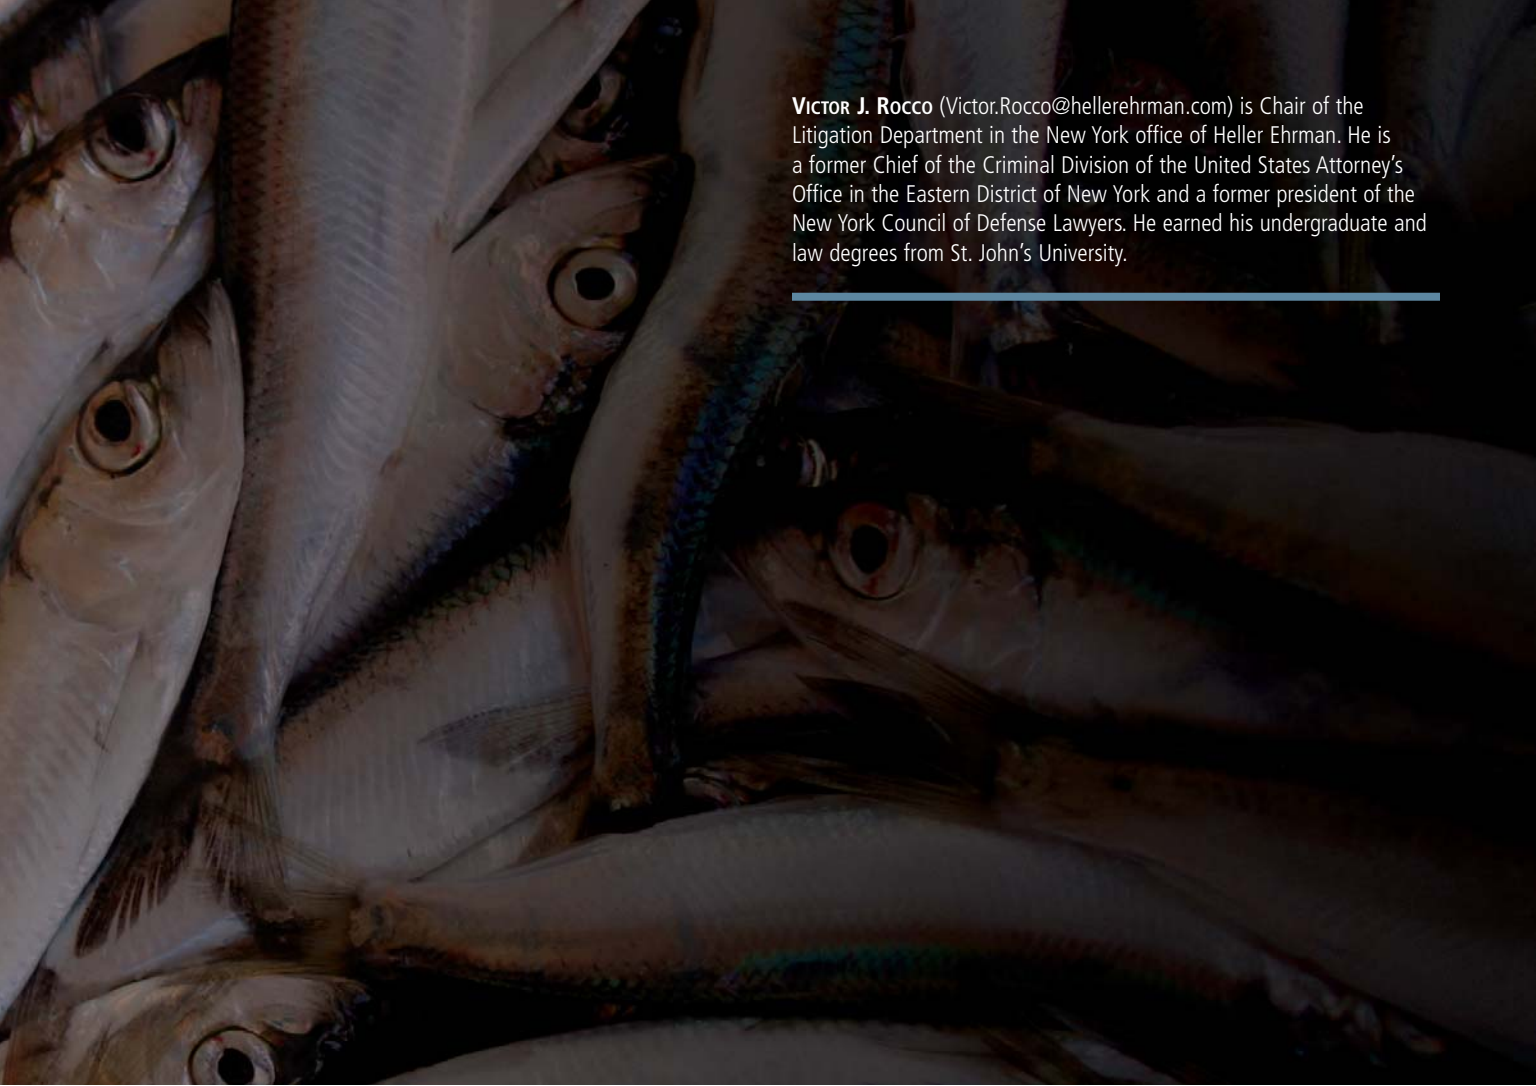 VICTOR J. ROCCO (Victor.Rocco@hellerehrman.com) is Chair of the
Litigation Department in the New York office of Heller Ehrman. He is
a former Chief of the Criminal Division of the United States Attorney’s
Office in the Eastern District of New York and a former president of the
New York Council of Defense Lawyers. He earned his undergraduate and
law degrees from St. John’s University.